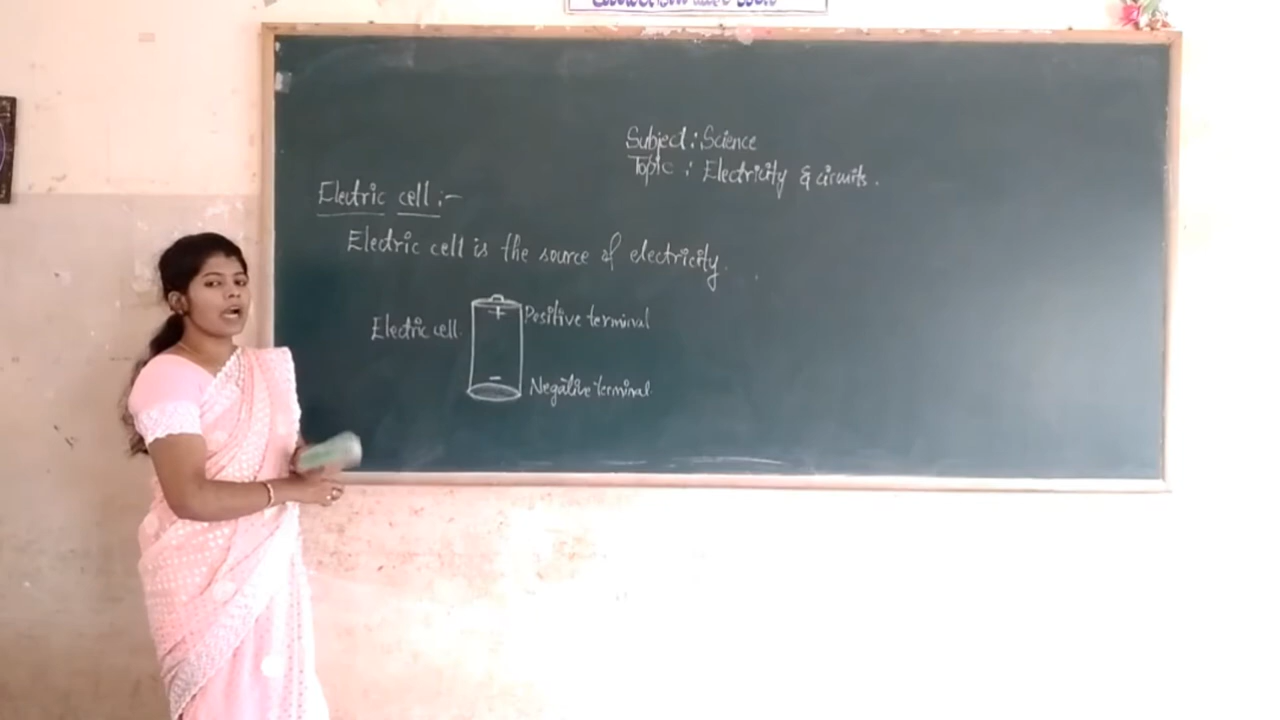 Subject : Science
Topic : Electricity & circuits.
Electric cell :-
Electric cell is the source of electricity.
Electric cell
+
Positive terminal
-
Negative terminal